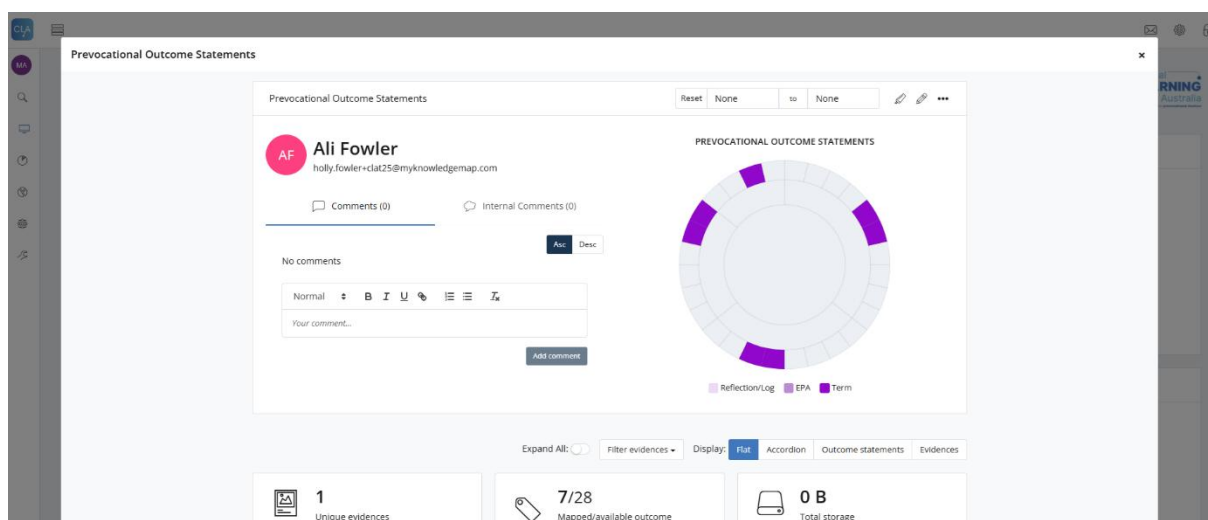 CLA
MA
Prevocational Outcome Statements
RNING
Australia
Prevocational Outcome Statements
Reset None to None
AF
Ali Fowler
holly.fowler+clat25@myknowledgemap.com
PREVOCATIONAL OUTCOME STATEMENTS
Comments (0) Internal Comments (0)
Asc Desc
No comments
Normal B I U
Your comment...
Add comment
Reflection/Log EPA Term
Expand All: Filter evidences Display: Flat Accordion Outcome statements Evidences
1
Unique evidences
7/28
Mapped/available outcome
0 B
Total storage